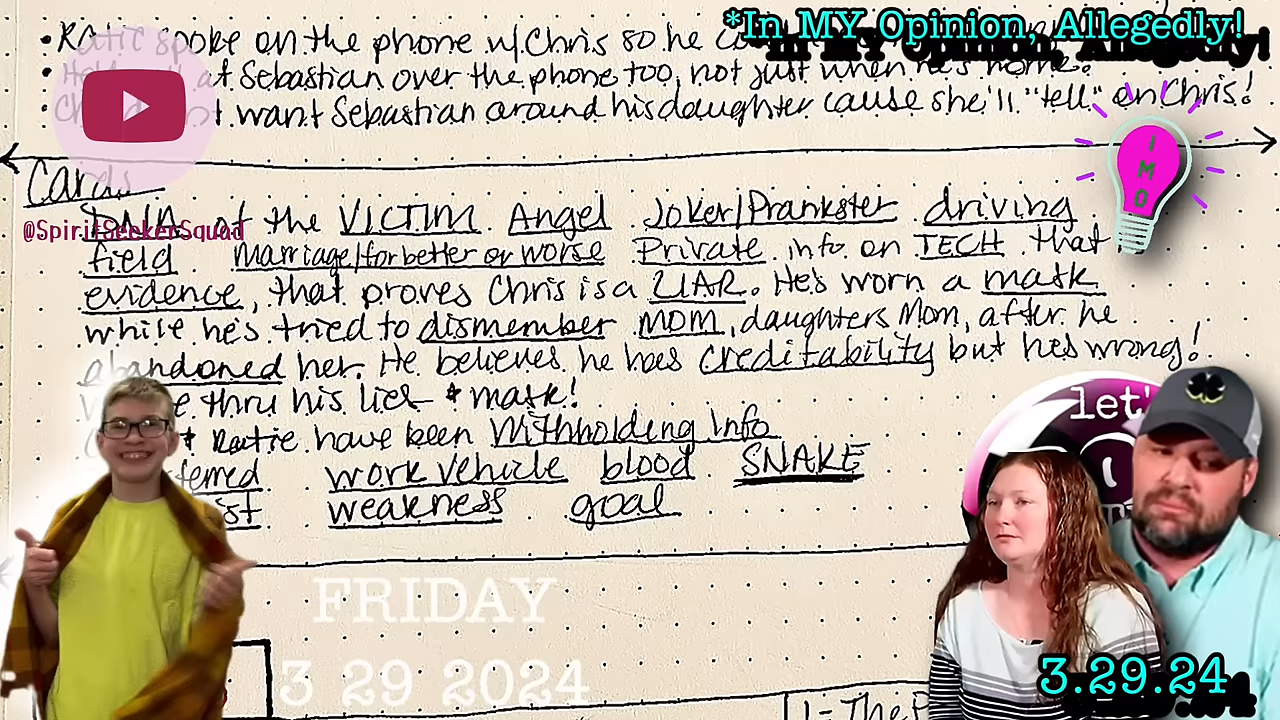 *In MY Opinion, Allegedly!
• Katie spoke on the phone w/Chris so he
at Sebastian over the phone too, not just when he's home.
want Sebastian around his daughter cause she'll "tell" on Chris!
IMO
Cards
DNA of the VICTIM Angel Joker/Prankster driving
@SpiritSeekerSquad
field Marriage/for better or worse Private info on TECH that
evidence, that proves Chris is a LIAR. He's worn a mask
while he's tried to dismember MOM, daughters Mom, after he
abandoned her. He believes he has creditability but he's wrong!
thru his lies & mask!
& Katie have been withholding info
let's
work vehicle blood SNAKE
weakness goal
FRIDAY
3 29 2024
3.29.24
1- The